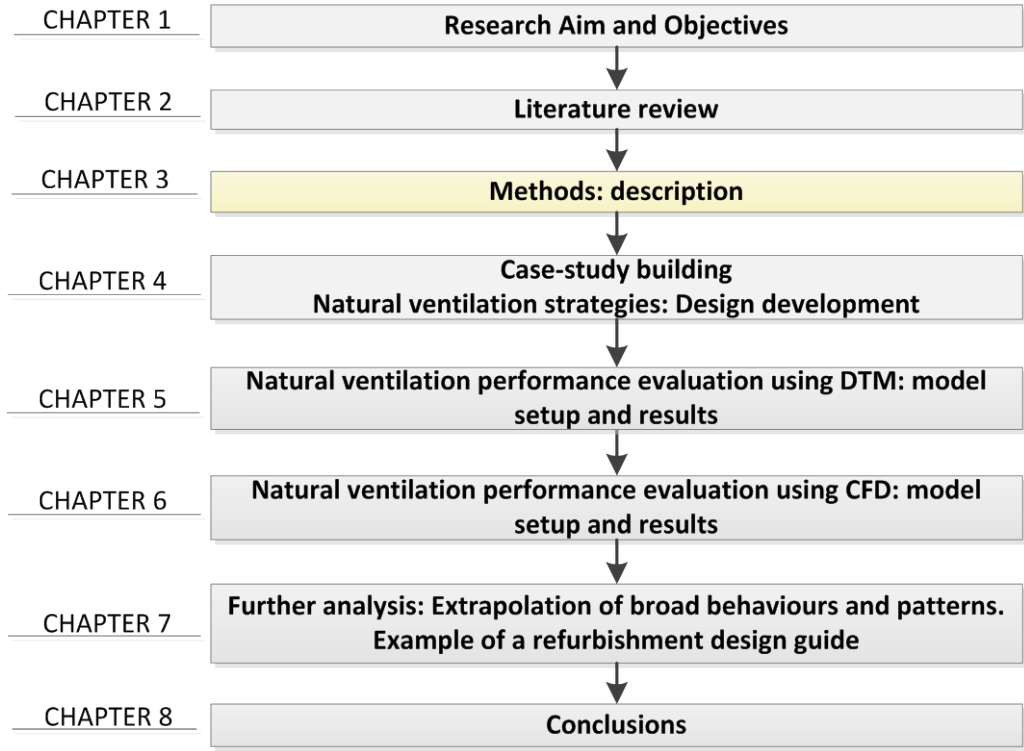 CHAPTER 1
Research Aim and Objectives
CHAPTER 2
Literature review
CHAPTER 3
Methods: description
CHAPTER 4
Case-study building
Natural ventilation strategies: Design development
CHAPTER 5
Natural ventilation performance evaluation using DTM: model
setup and results
CHAPTER 6
Natural ventilation performance evaluation using CFD: model
setup and results
CHAPTER 7
Further analysis: Extrapolation of broad behaviours and patterns.
Example of a refurbishment design guide
CHAPTER 8
Conclusions